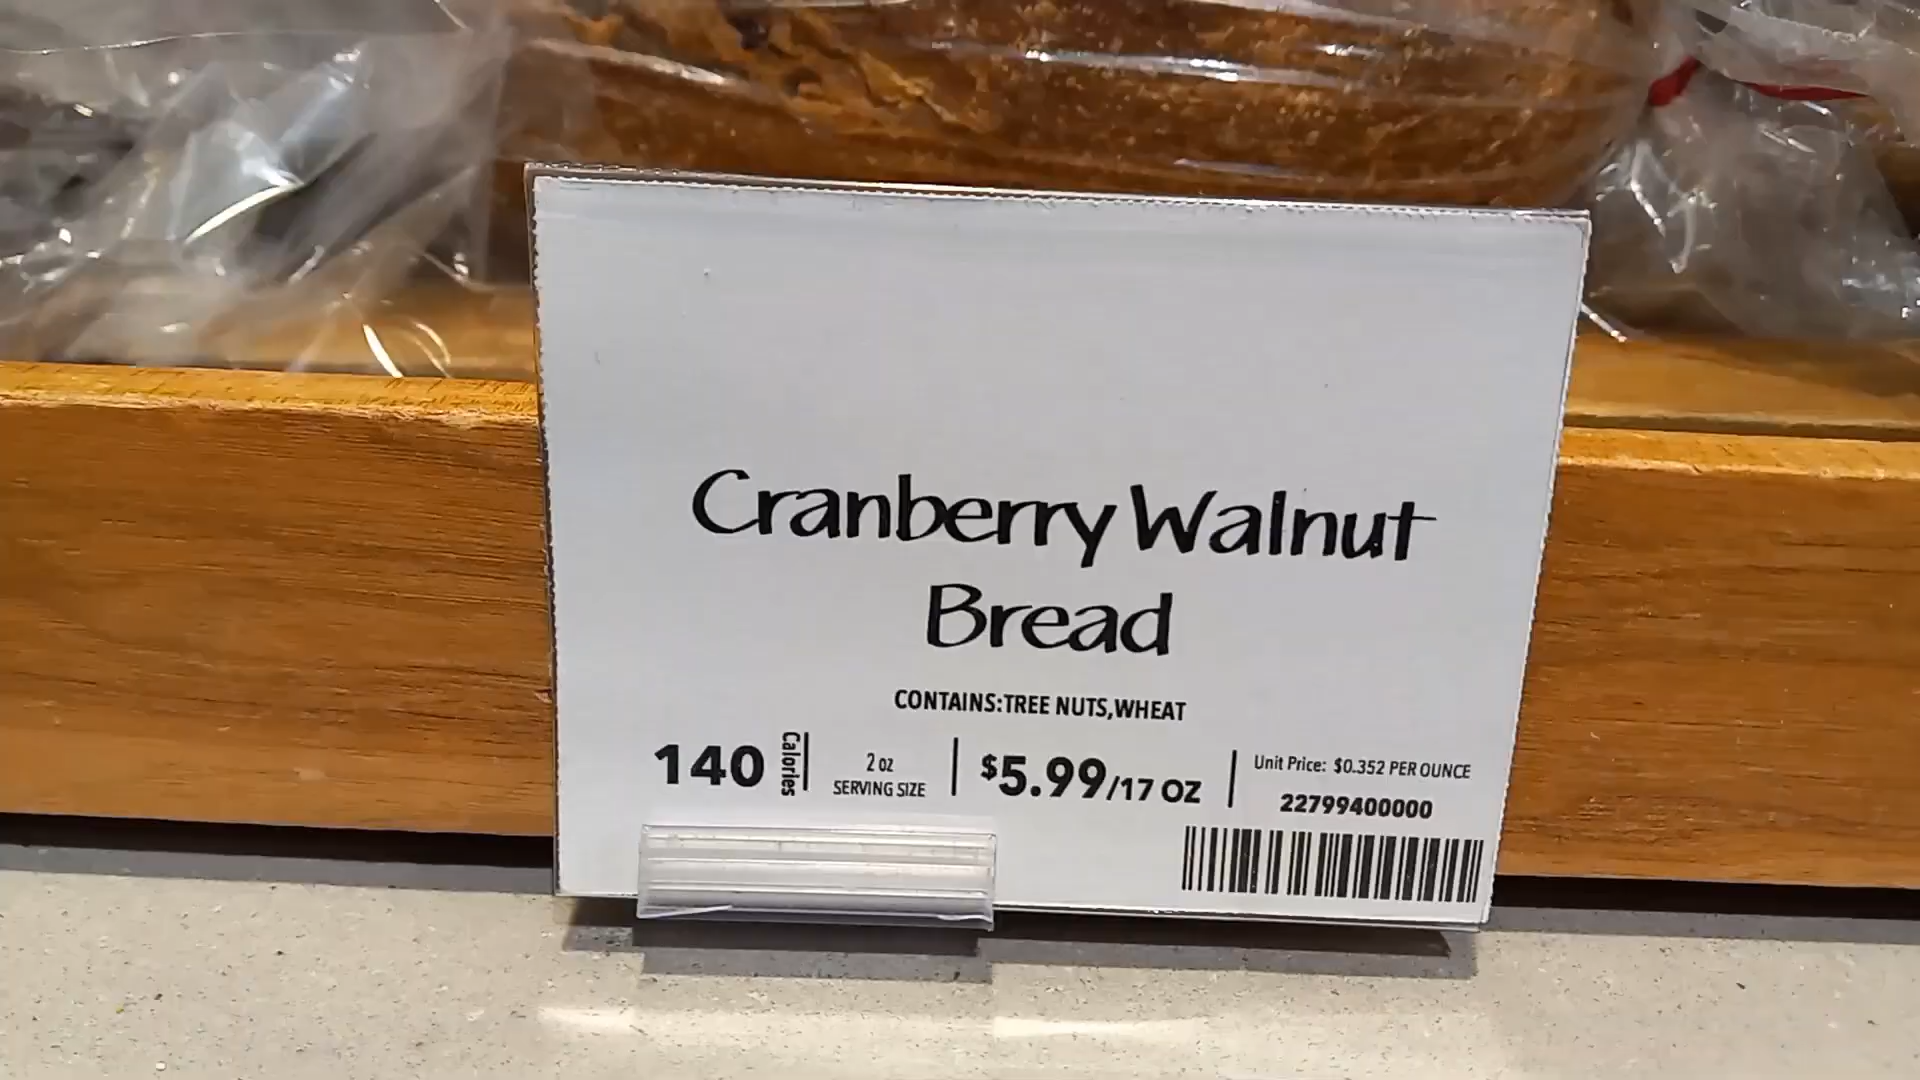 Cranberry Walnut
Bread
CONTAINS:TREE NUTS,WHEAT
140 Calories
2 oz
SERVING SIZE
$5.99/17 OZ
Unit Price: $0.352 PER OUNCE
22799400000